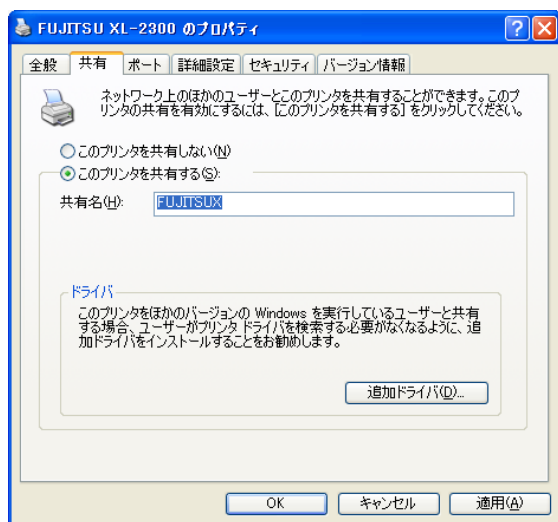 FUJITSU XL-2300 のプロパティ
全般 共有 ポート 詳細設定 セキュリティ バージョン情報
ネットワーク上のほかのユーザーとこのプリンタを共有することができます。このプ
リンタの共有を有効にするには、[このプリンタを共有する] をクリックしてください。
このプリンタを共有しない(N)
このプリンタを共有する(S):
共有名(H): FUJITSUX
ドライバ
このプリンタをほかのバージョンの Windows を実行しているユーザーと共有
する場合、ユーザーがプリンタ ドライバを検索する必要がなくなるように、追
加ドライバをインストールすることをお勧めします。
追加ドライバ(D)...
OK キャンセル 適用(A)